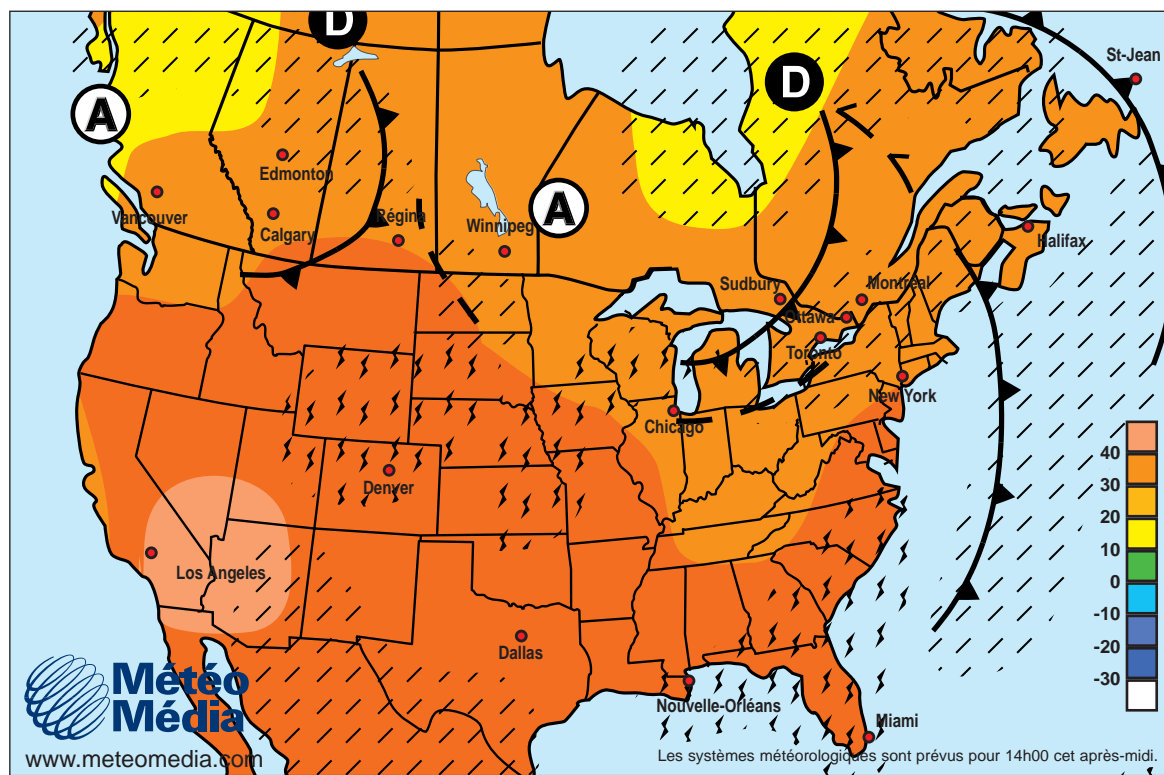 D
St-Jean
D
A
Edmonton
Vancouver
Calgary
Régina
Winnipeg
A
Halifax
Sudbury
Montréal
Ottawa
Toronto
New York
Chicago
Denver
Los Angeles
Dallas
Nouvelle-Orléans
Miami
40
30
20
10
0
-10
-20
-30
Météo
Média
www.meteomedia.com
Les systèmes météorologiques sont prévus pour 14h00 cet après-midi.